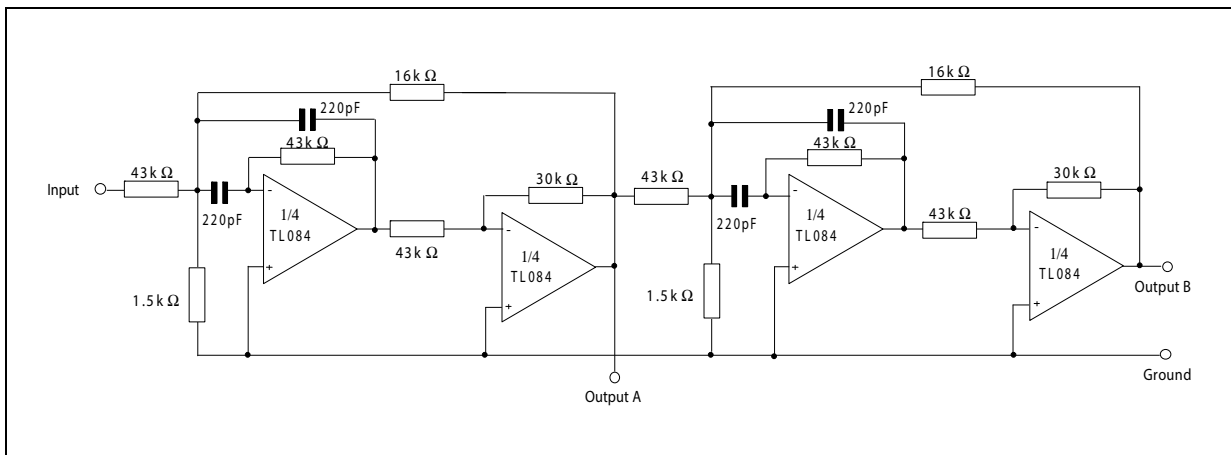 16k Ω
16k Ω
220pF
220pF
43k Ω
43k Ω
43k Ω
30k Ω
43k Ω
30k Ω
Input
-
-
-
-
220pF
1/4
TL084
220pF
1/4
TL084
43k Ω
43k Ω
1/4
TL084
1/4
TL084
+
+
1.5k Ω
1.5k Ω
+
+
Output B
Ground
Output A